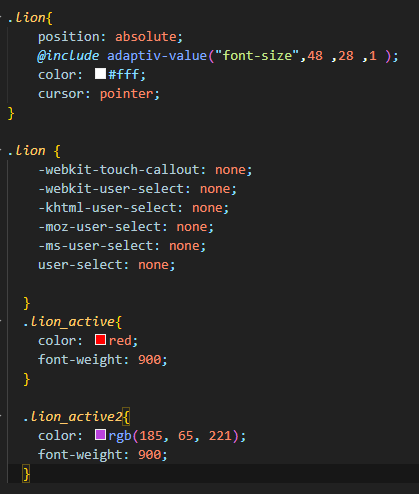 .lion{
position: absolute;
@include adaptiv-value("font-size",48 ,28 ,1 );
color: #fff;
cursor: pointer;
}
.lion {
-webkit-touch-callout: none;
-webkit-user-select: none;
-khtml-user-select: none;
-moz-user-select: none;
-ms-user-select: none;
user-select: none;
}
.lion_active{
color: red;
font-weight: 900;
}
.lion_active2{
color: rgb(185, 65, 221);
font-weight: 900;
}